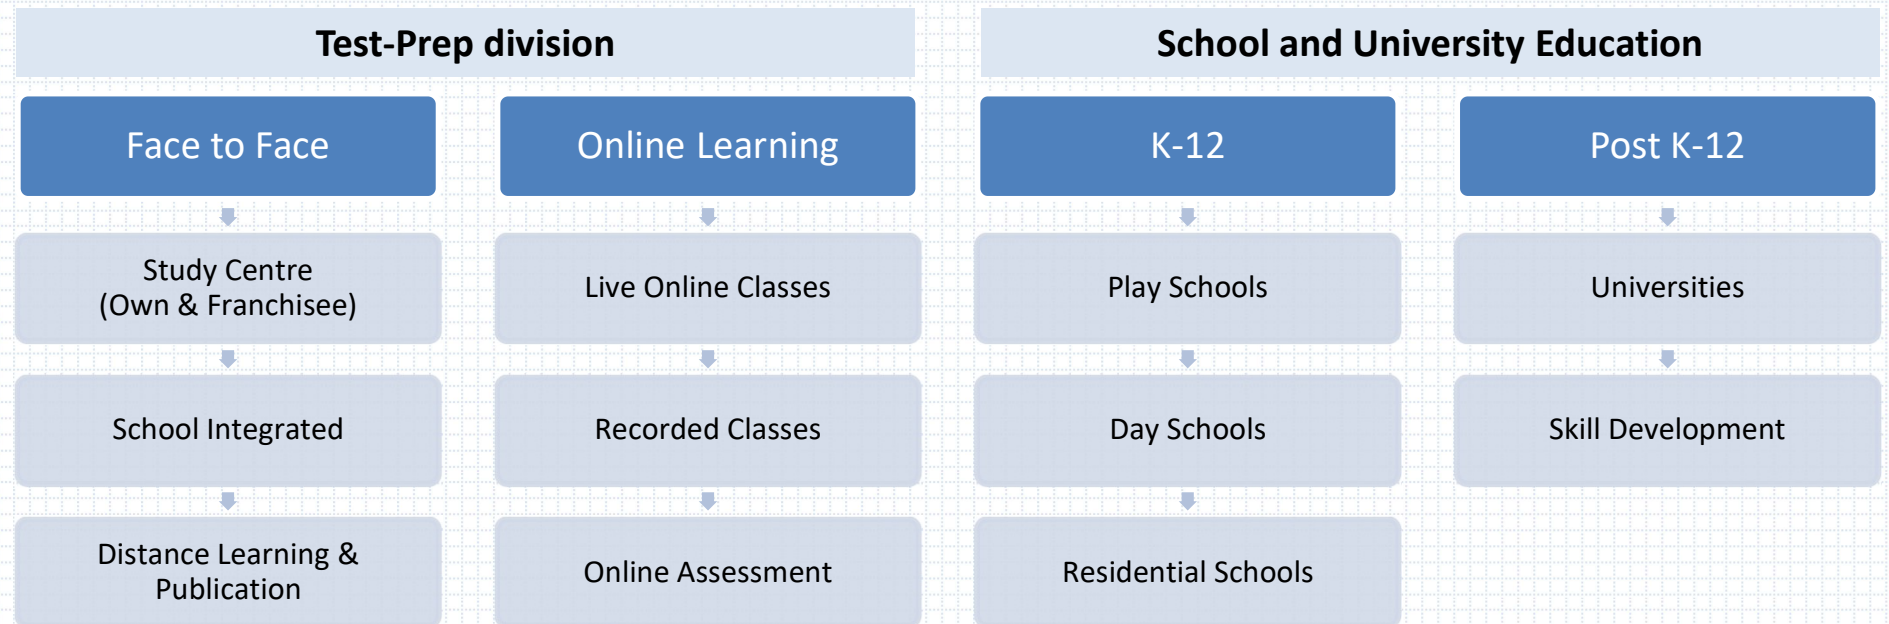 Test-Prep division
School and University Education
Face to Face
Online Learning
K-12
Post K-12
Study Centre
(Own & Franchisee)
Live Online Classes
Play Schools
Universities
School Integrated
Recorded Classes
Day Schools
Skill Development
Distance Learning &
Publication
Online Assessment
Residential Schools